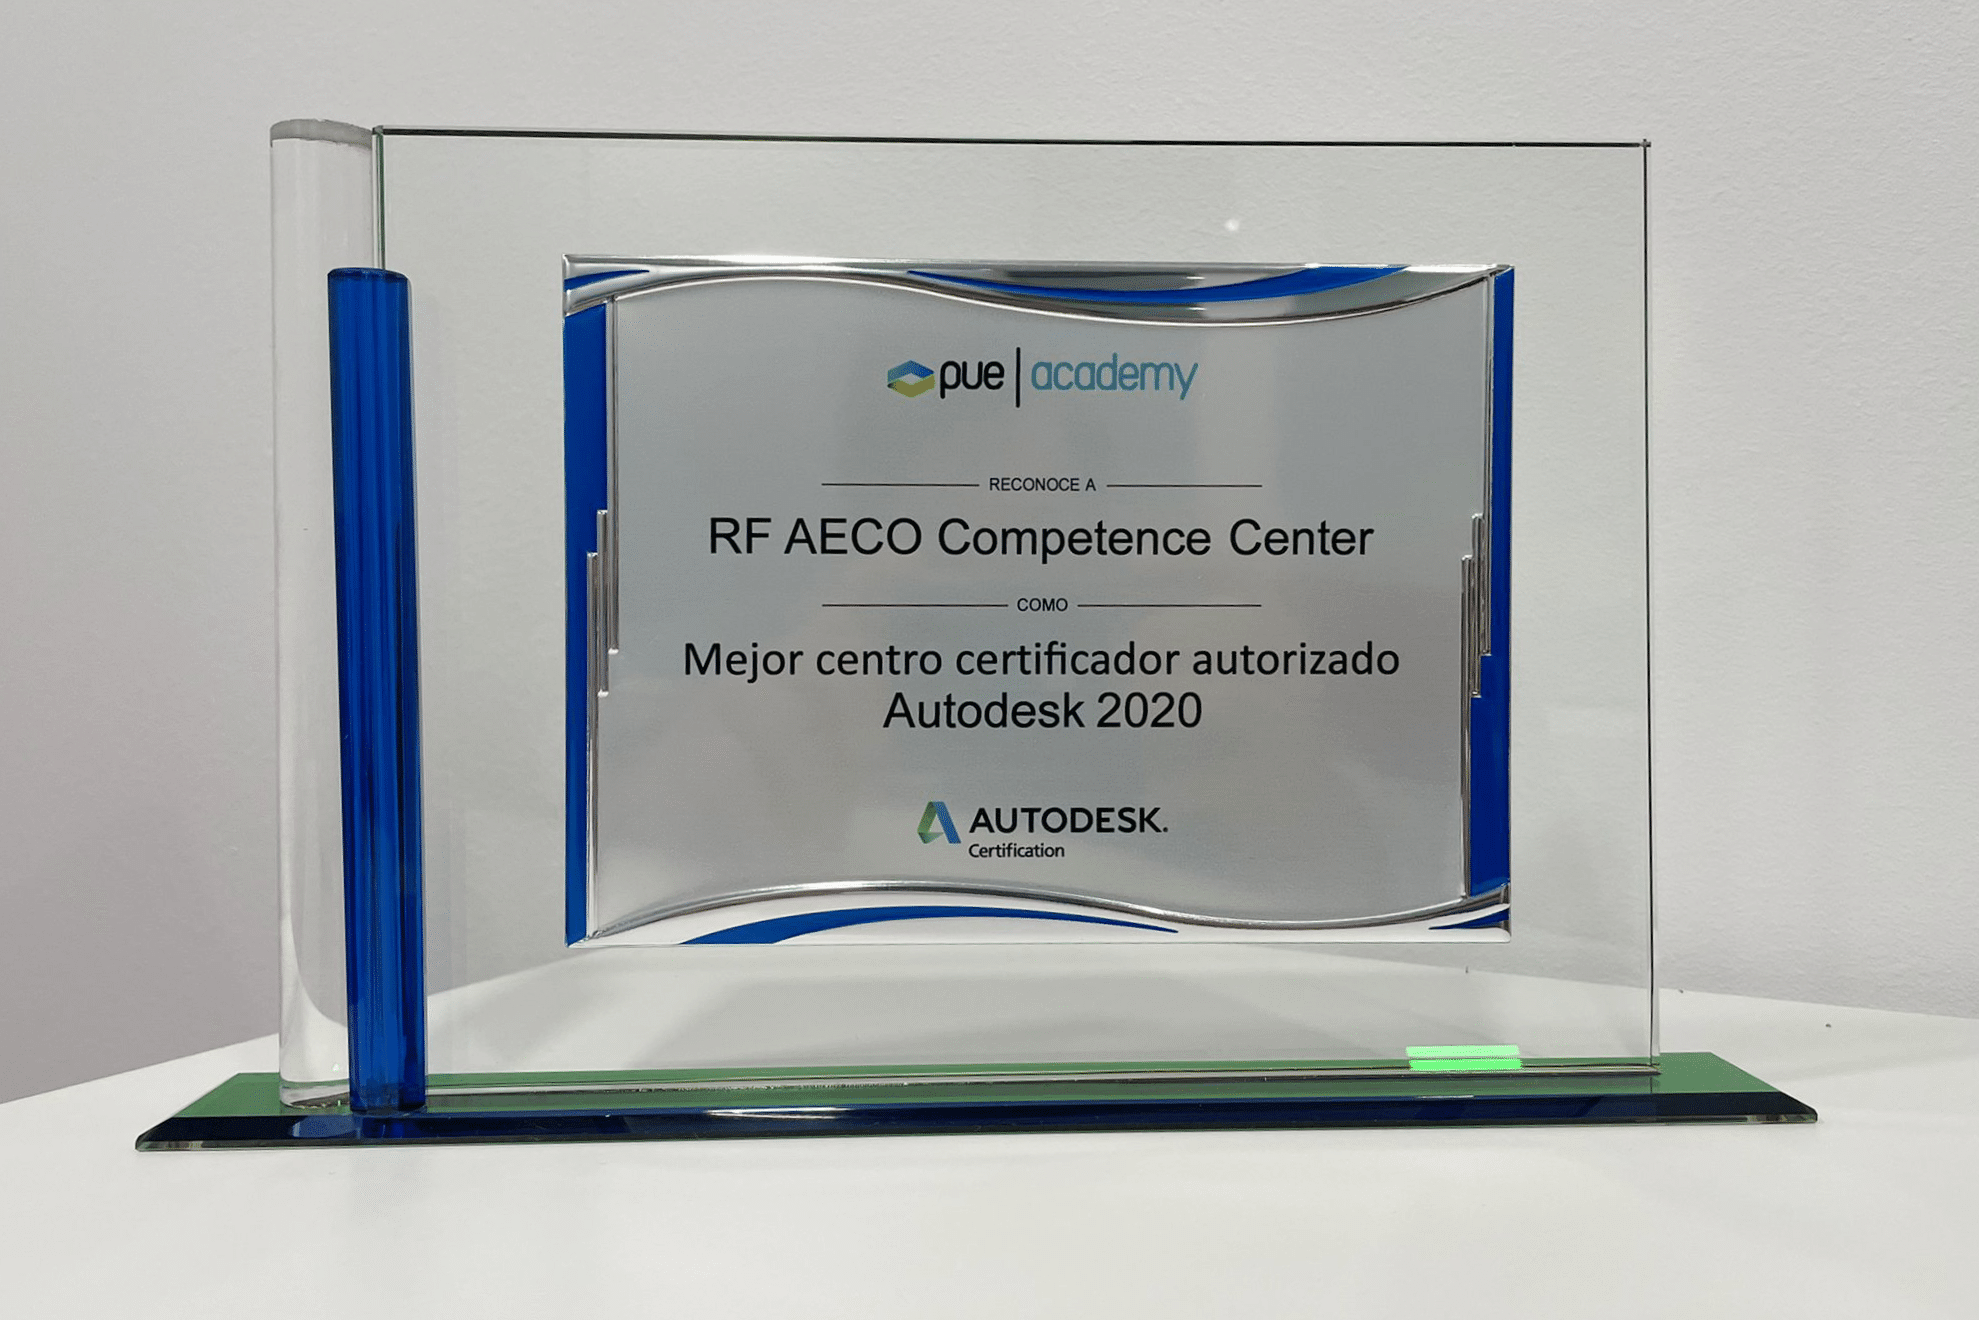 pue | academy
RECONOCE A
RF AECO Competence Center
COMO
Mejor centro certificador autorizado
Autodesk 2020
AUTODESK.
Certification